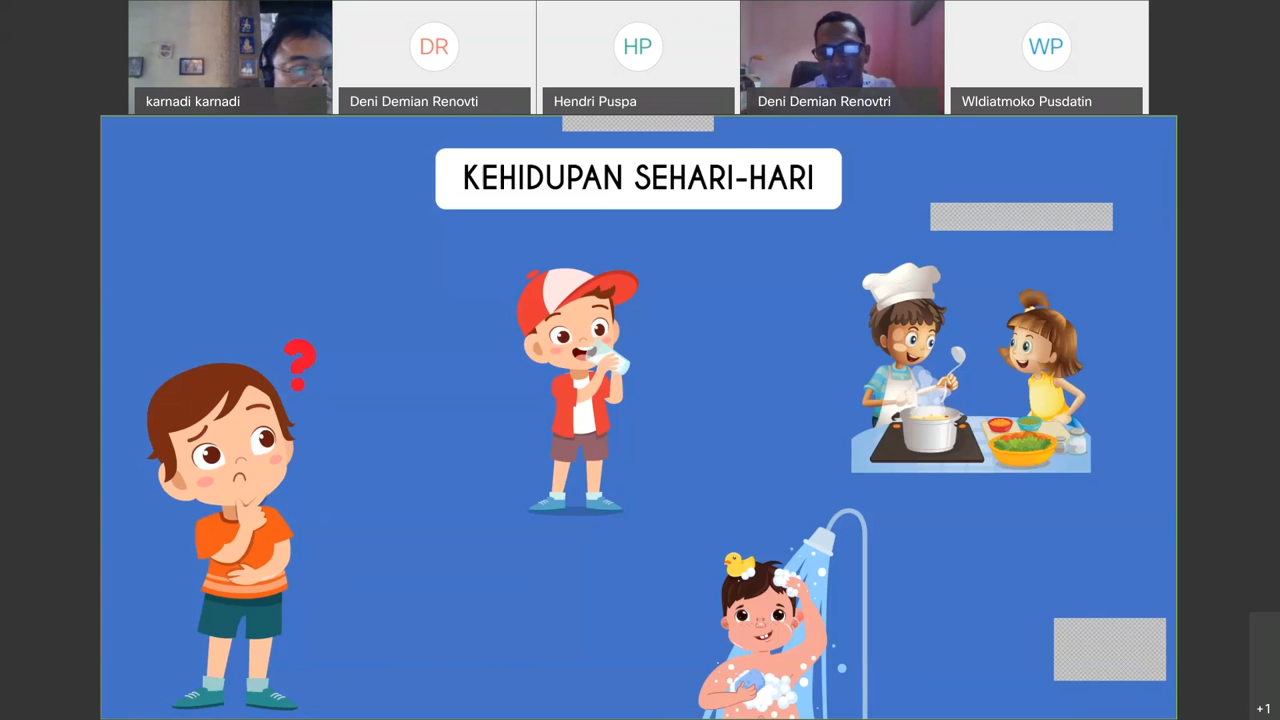 DR
HP
WP
karnadi karnadi
Deni Demian Renovti
Hendri Puspa
Deni Demian Renovtri
WIdiatmoko Pusdatin
KEHIDUPAN SEHARI-HARI
?
+1